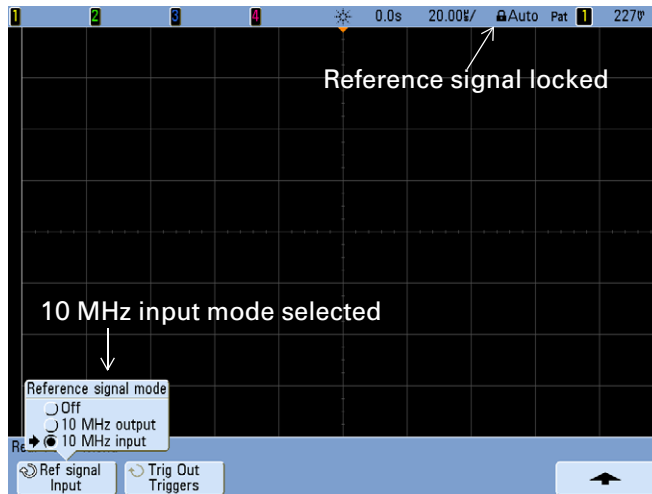 1 2 3 4 0.0s 20.00%/ Auto Pat 1 227
Reference signal locked
10 MHz input mode selected
Reference signal mode
Off
10 MHz output
10 MHz input
Ref signal Trig Out
Input Triggers